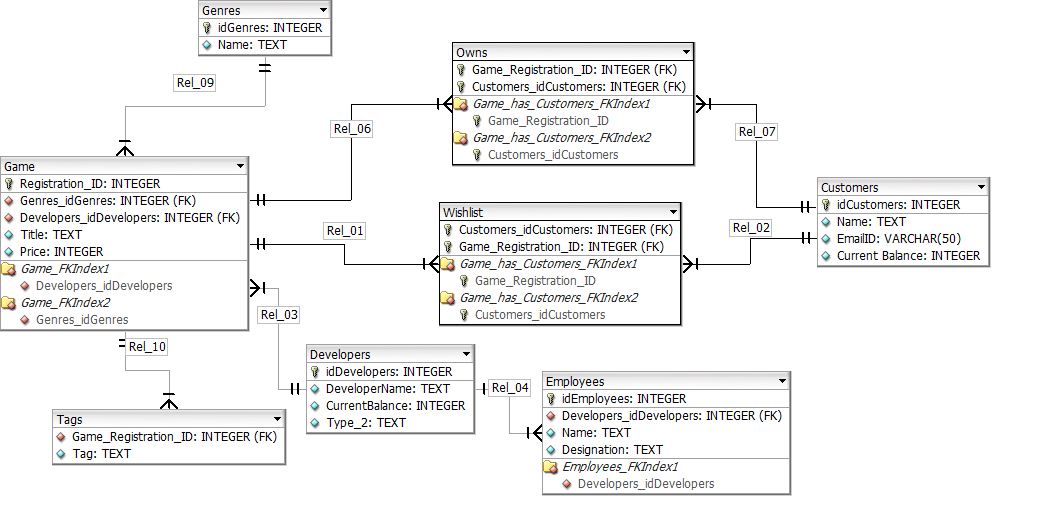 Genres
idGenres: INTEGER
Name: TEXT
Rel_09
Owns
Game_Registration_ID: INTEGER (FK)
Customers_idCustomers: INTEGER (FK)
Game_has_Customers_FKIndex1
Game_Registration_ID
Game_has_Customers_FKIndex2
Customers_idCustomers
Rel_06
Rel_07
Game
Registration_ID: INTEGER
Genres_idGenres: INTEGER (FK)
Developers_idDevelopers: INTEGER (FK)
Title: TEXT
Price: INTEGER
Game_FKIndex1
Developers_idDevelopers
Game_FKIndex2
Genres_idGenres
Customers
idCustomers: INTEGER
Name: TEXT
EmailID: VARCHAR(50)
Current Balance: INTEGER
Rel_01
Rel_02
Wishlist
Customers_idCustomers: INTEGER (FK)
Game_Registration_ID: INTEGER (FK)
Game_has_Customers_FKIndex1
Game_Registration_ID
Game_has_Customers_FKIndex2
Customers_idCustomers
Rel_03
Rel_10
Developers
idDevelopers: INTEGER
DeveloperName: TEXT
CurrentBalance: INTEGER
Type_2: TEXT
Rel_04
Employees
idEmployees: INTEGER
Developers_idDevelopers: INTEGER (FK)
Name: TEXT
Designation: TEXT
Employees_FKIndex1
Developers_idDevelopers
Tags
Game_Registration_ID: INTEGER (FK)
Tag: TEXT